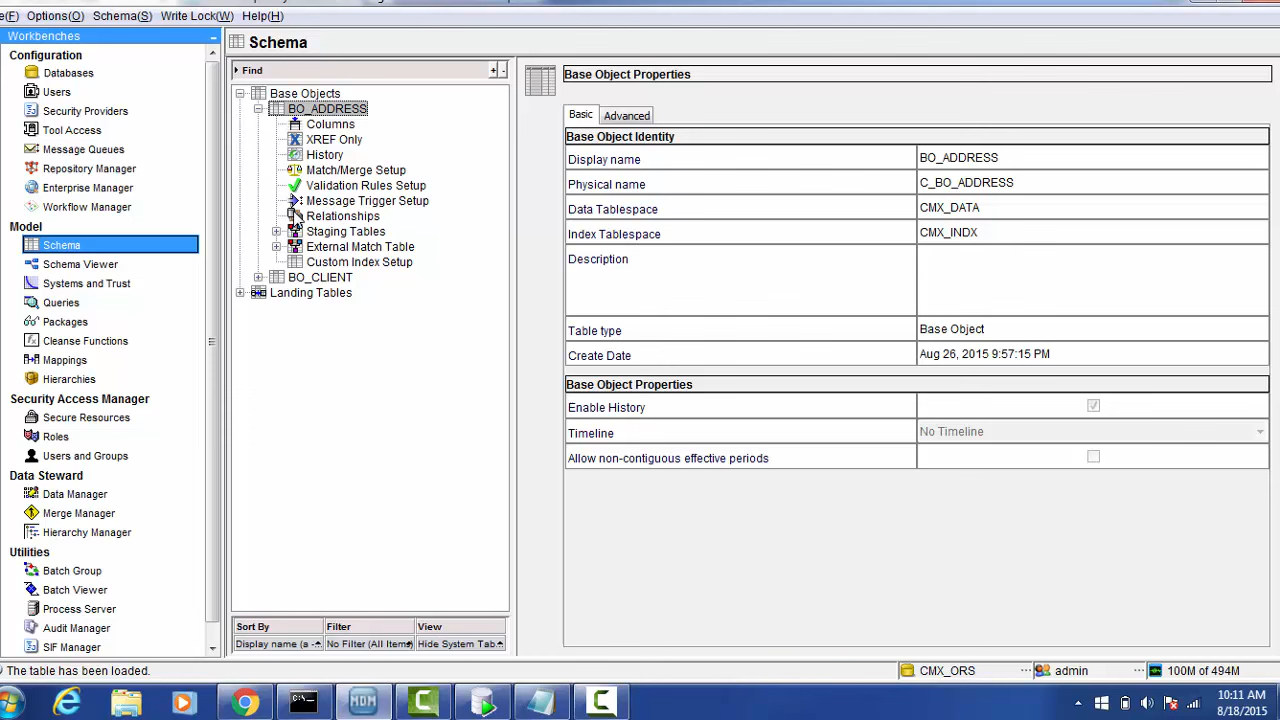 e(F) Options(O) Schema(S) Write Lock(W) Help(H)
Workbenches
Configuration
Databases
Users
Security Providers
Tool Access
Message Queues
Repository Manager
Enterprise Manager
Workflow Manager
Model
Schema
Schema Viewer
Systems and Trust
Queries
Packages
Cleanse Functions
Mappings
Hierarchies
Security Access Manager
Secure Resources
Roles
Users and Groups
Data Steward
Data Manager
Merge Manager
Hierarchy Manager
Utilities
Batch Group
Batch Viewer
Process Server
Audit Manager
SIF Manager
Schema
Find
+ -
Base Objects
BO_ADDRESS
Columns
XREF Only
History
Match/Merge Setup
Validation Rules Setup
Message Trigger Setup
Relationships
Staging Tables
External Match Table
Custom Index Setup
BO_CLIENT
Landing Tables
Sort By Filter View
Display name (a - No Filter (All Items) Hide System Tab..
Base Object Properties
Basic Advanced
Base Object Identity
Display name BO_ADDRESS
Physical name C_BO_ADDRESS
Data Tablespace CMX_DATA
Index Tablespace CMX_INDX
Description
Table type Base Object
Create Date Aug 26, 2015 9:57:15 PM
Base Object Properties
Enable History
Timeline No Timeline
Allow non-contiguous effective periods
The table has been loaded. CMX_ORS ... admin ... 100M of 494M
MDM
10:11 AM
8/18/2015